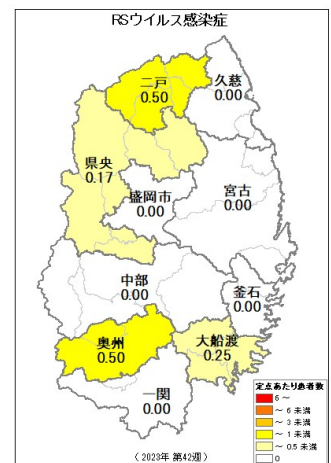 RSウイルス感染症
二戸
0.50
久慈
0.00
県央
0.17
盛岡市
0.00
宮古
0.00
中部
0.00
釜石
0.00
奥州
0.50
大船渡
0.25
一関
0.00
定点あたり患者数
6 ～
～ 6 未満
～ 3 未満
～ 1 未満
～ 0.5 未満
0
( 2023年 第42週 )